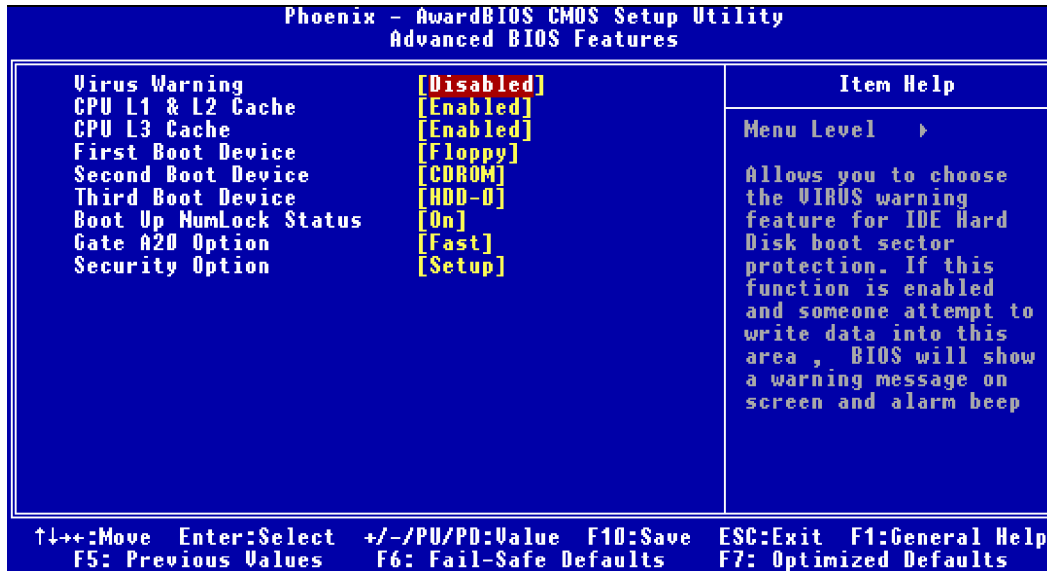 Phoenix - AwardBIOS CMOS Setup Utility
Advanced BIOS Features
Virus Warning [Disabled]
CPU L1 & L2 Cache [Enabled]
CPU L3 Cache [Enabled]
First Boot Device [Floppy]
Second Boot Device [CDROM]
Third Boot Device [HDD-0]
Boot Up NumLock Status [On]
Gate A20 Option [Fast]
Security Option [Setup]
Item Help
Menu Level ▸
Allows you to choose
the VIRUS warning
feature for IDE Hard
Disk boot sector
protection. If this
function is enabled
and someone attempt to
write data into this
area , BIOS will show
a warning message on
screen and alarm beep
↑↓→←:Move Enter:Select +/-/PU/PD:Value F10:Save ESC:Exit F1:General Help
F5: Previous Values F6: Fail-Safe Defaults F7: Optimized Defaults